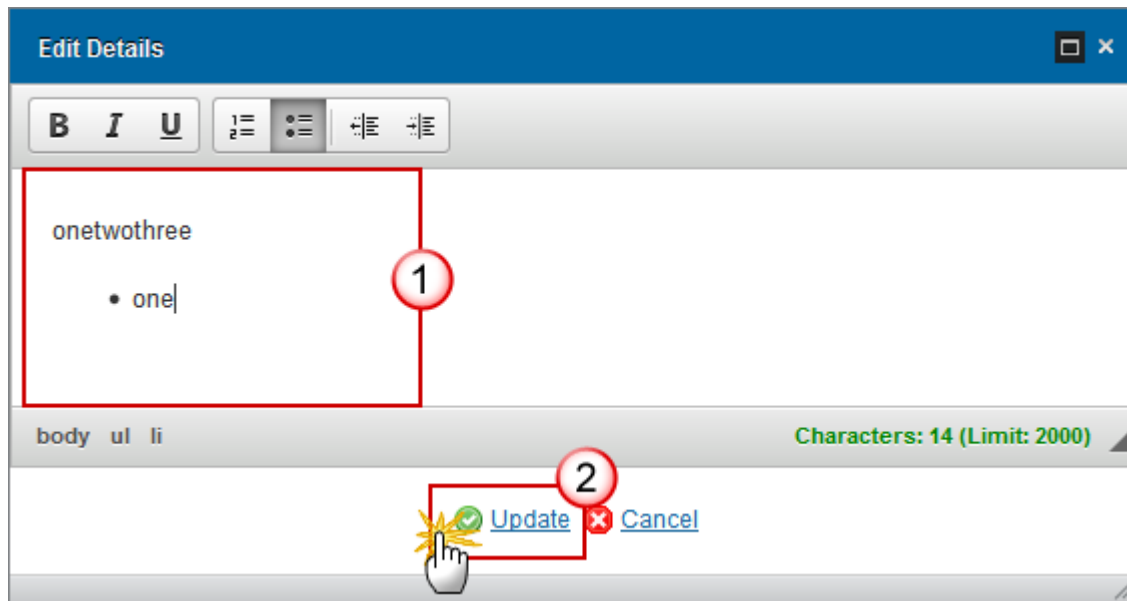 Edit Details
B I U
onetwothree
• one
1
body ul li Characters: 14 (Limit: 2000)
2
Update Cancel